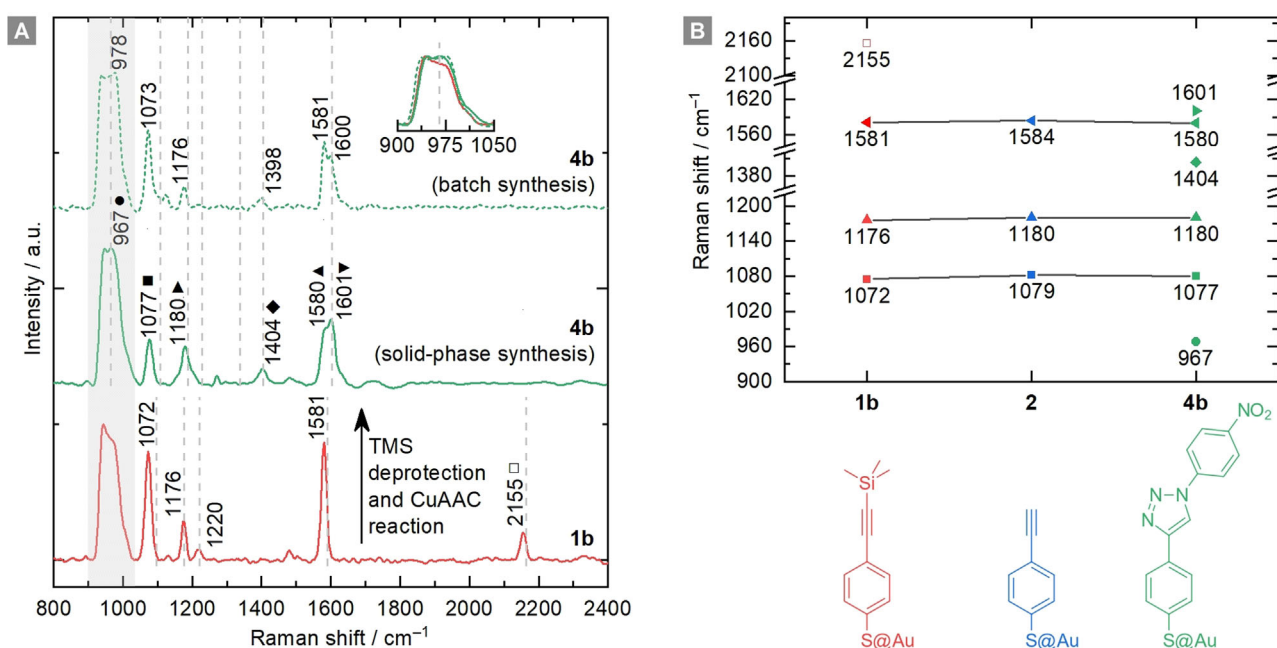 A
978
1073
1176
1398
1581
1600
900 975 1050
4b
(batch synthesis)
967
1077
1180
1404
1580
1601
4b
(solid-phase synthesis)
1072
1176
1220
1581
2155
TMS
deprotection
and CuAAC
reaction
1b
Intensity / a.u.
800 1000 1200 1400 1600 1800 2000 2200 2400
Raman shift / cm⁻¹
B
2160
2100
1620
1560
1380
1200
1140
1080
1020
960
900
Raman shift / cm⁻¹
2155
1601
1581 1584 1580
1404
1176 1180 1180
1072 1079 1077
967
1b 2 4b
Si
S@Au
S@Au
NO₂
N
N
N
S@Au